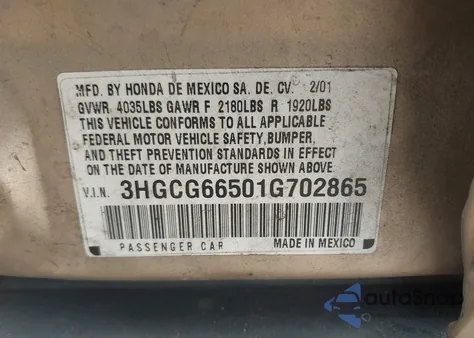 MFD. BY HONDA DE MEXICO SA. DE. CV. 2/01
GVWR 4035LBS GAWR F 2180LBS R 1920LBS
THIS VEHICLE CONFORMS TO ALL APPLICABLE
FEDERAL MOTOR VEHICLE SAFETY, BUMPER,
AND THEFT PREVENTION STANDARDS IN EFFECT
ON THE DATE OF MANUFACTURE SHOWN ABOVE.
V.I.N. 3HGCG66501G702865
PASSENGER CAR MADE IN MEXICO
autoSnap